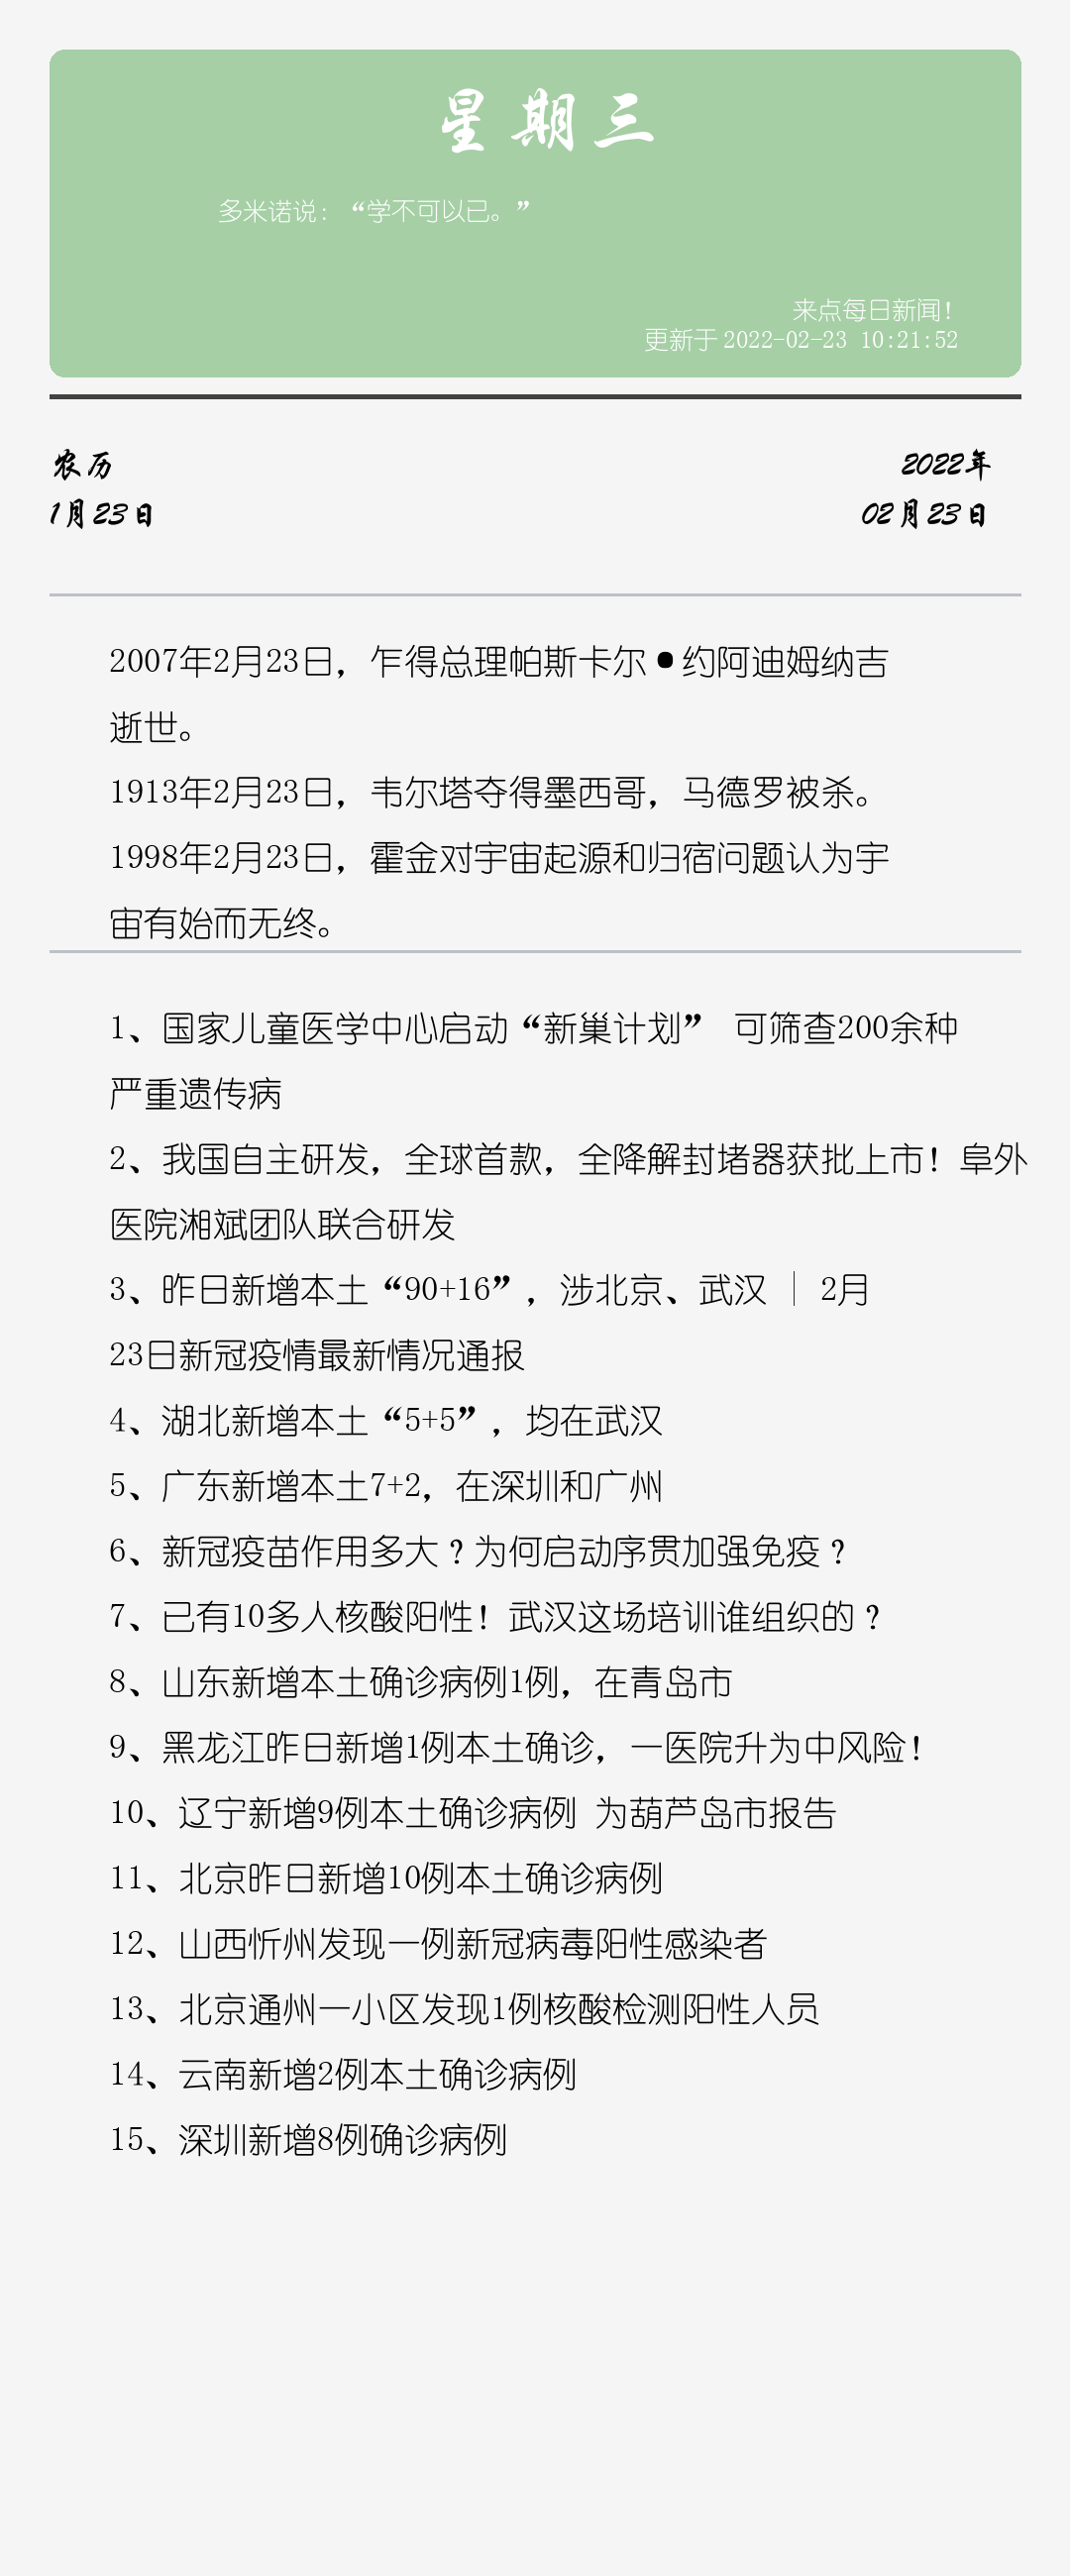 星期三
多米诺说：“学不可以已。”
来点每日新闻！
更新于 2022-02-23 10:21:52
农历
2022年
1月23日
02月23日
2007年2月23日，乍得总理帕斯卡尔•约阿迪姆纳吉
逝世。
1913年2月23日，韦尔塔夺得墨西哥，马德罗被杀。
1998年2月23日，霍金对宇宙起源和归宿问题认为宇
宙有始而无终。
1、国家儿童医学中心启动“新巢计划” 可筛查200余种
严重遗传病
2、我国自主研发，全球首款，全降解封堵器获批上市！阜外
医院湘斌团队联合研发
3、昨日新增本土“90+16”，涉北京、武汉｜2月
23日新冠疫情最新情况通报
4、湖北新增本土“5+5”，均在武汉
5、广东新增本土7+2，在深圳和广州
6、新冠疫苗作用多大？为何启动序贯加强免疫？
7、已有10多人核酸阳性！武汉这场培训谁组织的？
8、山东新增本土确诊病例1例，在青岛市
9、黑龙江昨日新增1例本土确诊，一医院升为中风险！
10、辽宁新增9例本土确诊病例 为葫芦岛市报告
11、北京昨日新增10例本土确诊病例
12、山西忻州发现一例新冠病毒阳性感染者
13、北京通州一小区发现1例核酸检测阳性人员
14、云南新增2例本土确诊病例
15、深圳新增8例确诊病例